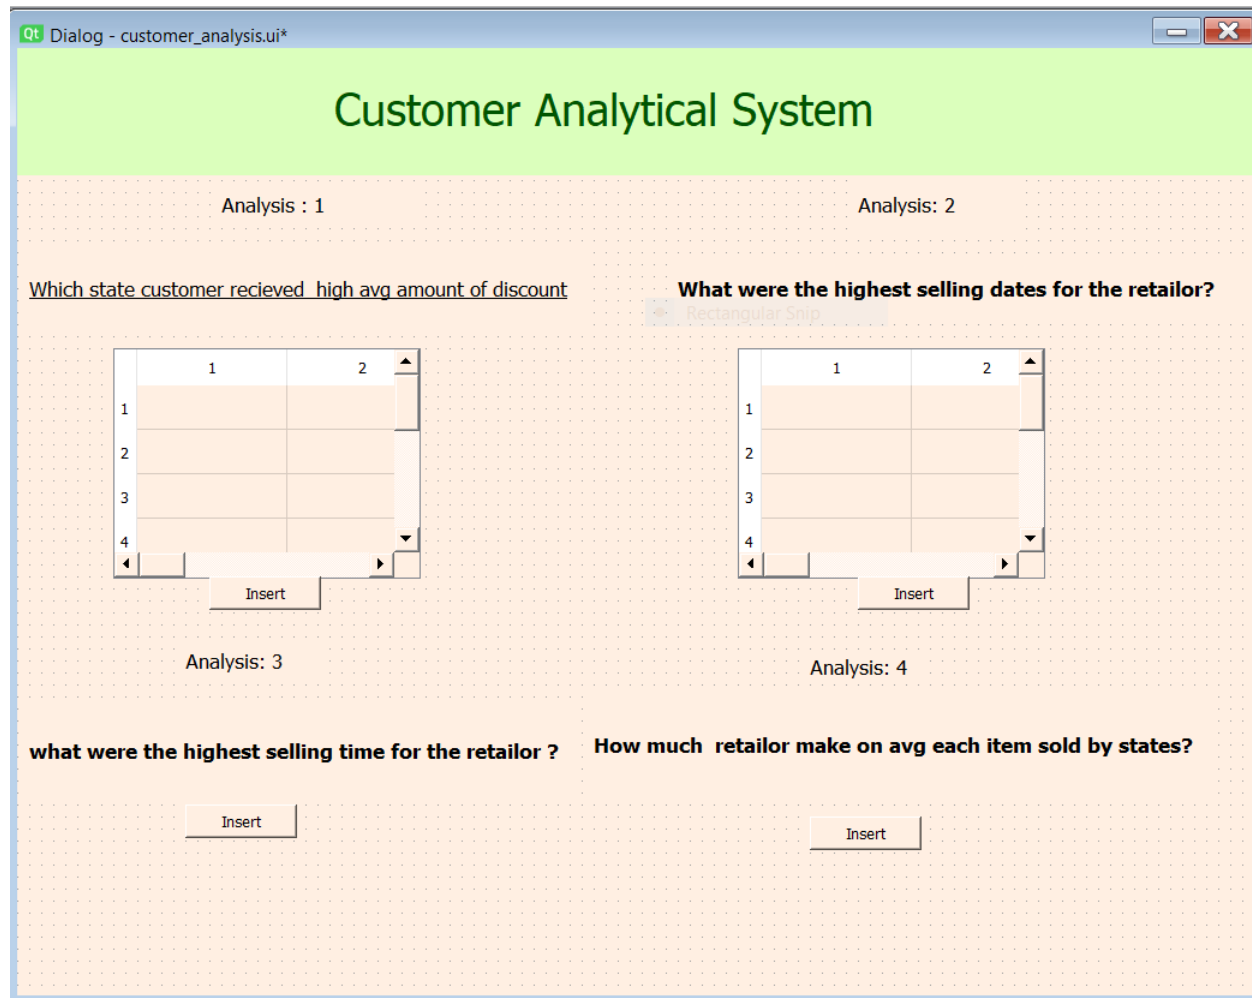 Qt Dialog - customer_analysis.ui*
Customer Analytical System
Analysis : 1
Analysis: 2
Which state customer recieved  high avg amount of discount
What were the highest selling dates for the retailor?
Rectangular Snip
1 2
1
2
3
4
1 2
1
2
3
4
Insert
Insert
Analysis: 3
Analysis: 4
what were the highest selling time for the retailor ?
How much  retailor make on avg each item sold by states?
Insert
Insert